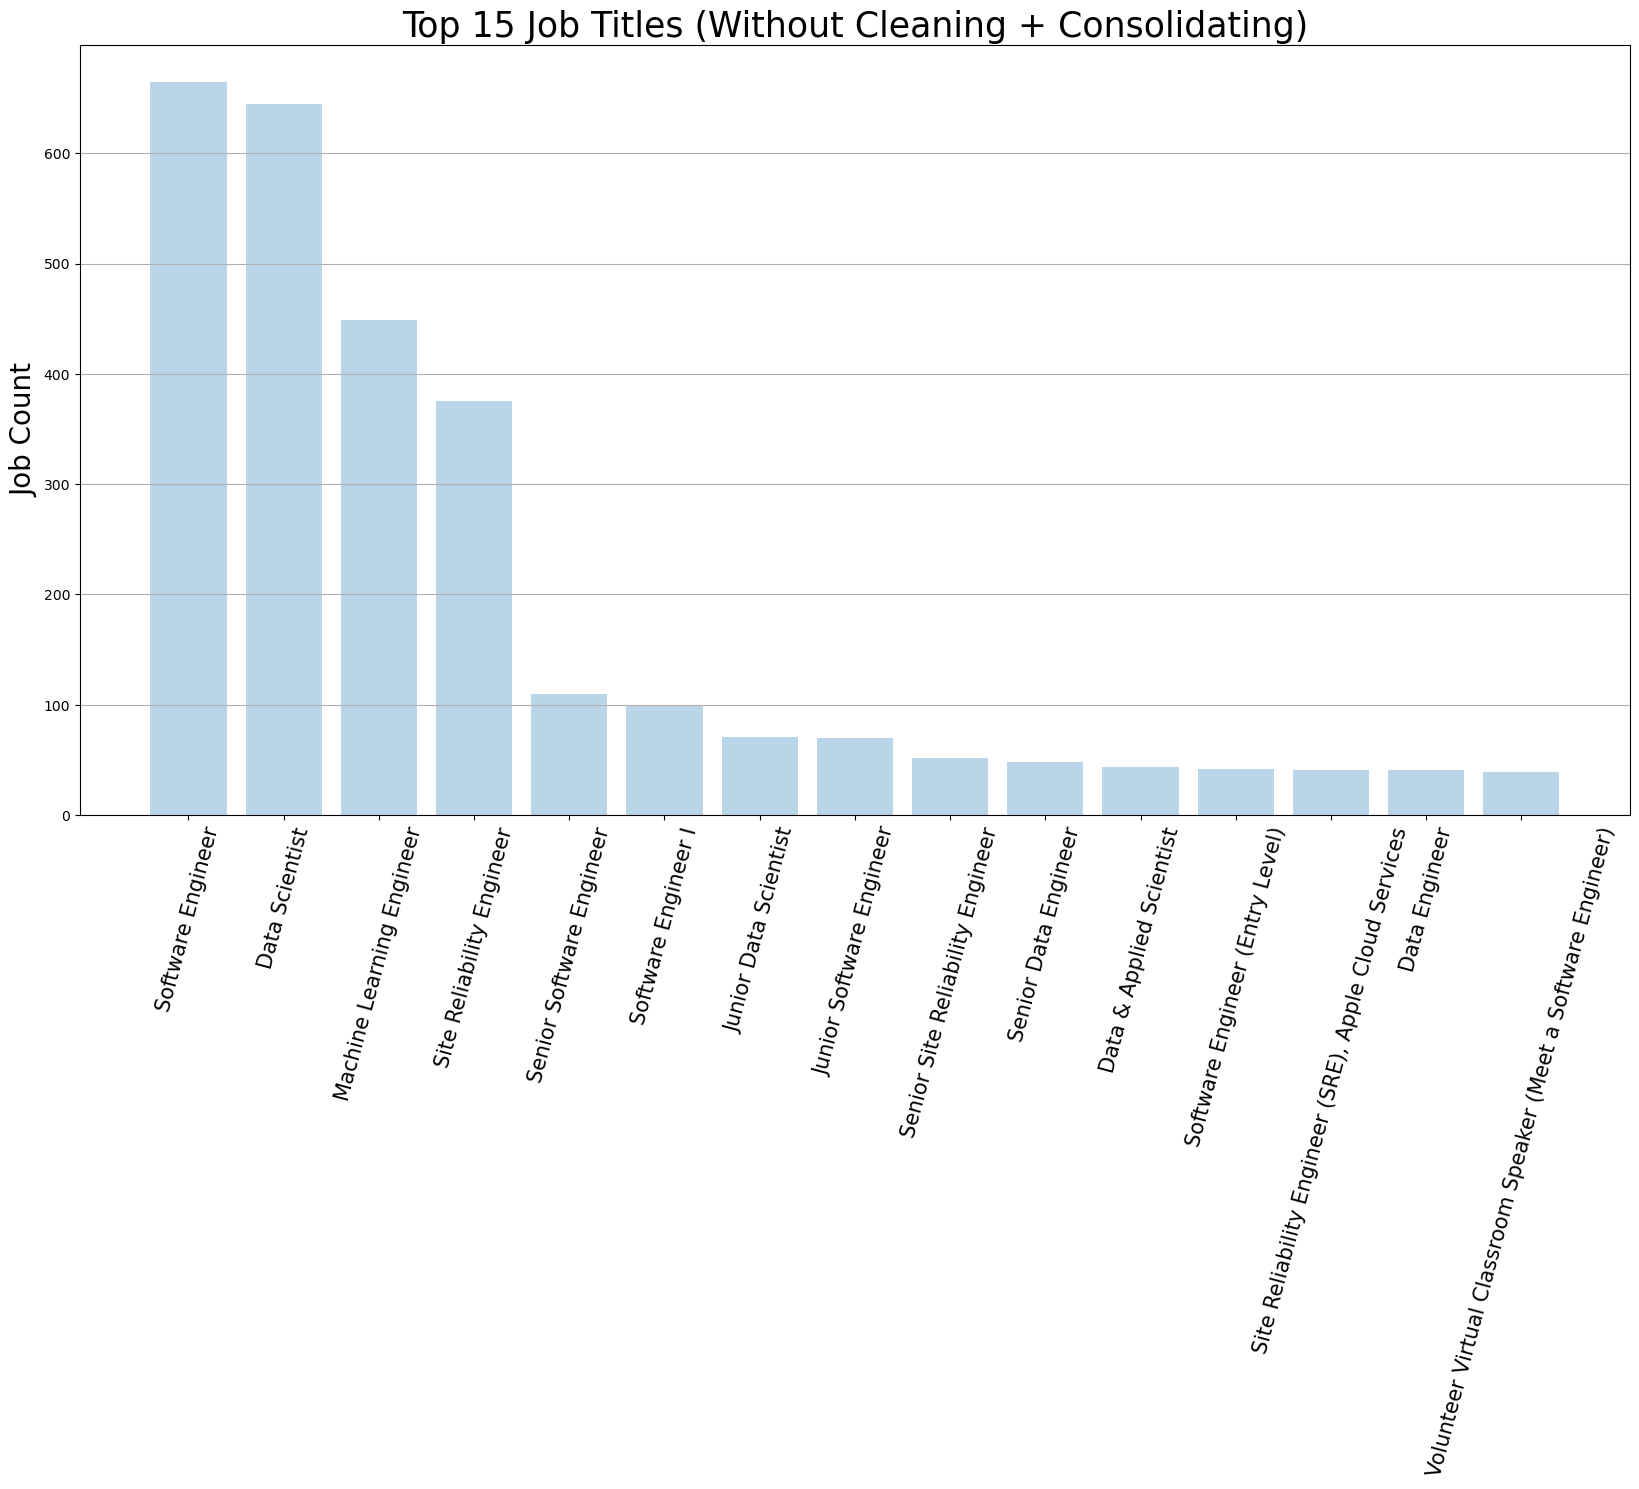 Top 15 Job Titles (Without Cleaning + Consolidating)
Job Count
600
500
400
300
200
100
0
Software Engineer
Data Scientist
Machine Learning Engineer
Site Reliability Engineer
Senior Software Engineer
Software Engineer I
Junior Data Scientist
Junior Software Engineer
Senior Site Reliability Engineer
Senior Data Engineer
Data & Applied Scientist
Software Engineer (Entry Level)
Site Reliability Engineer (SRE), Apple Cloud Services
Data Engineer
Volunteer Virtual Classroom Speaker (Meet a Software Engineer)